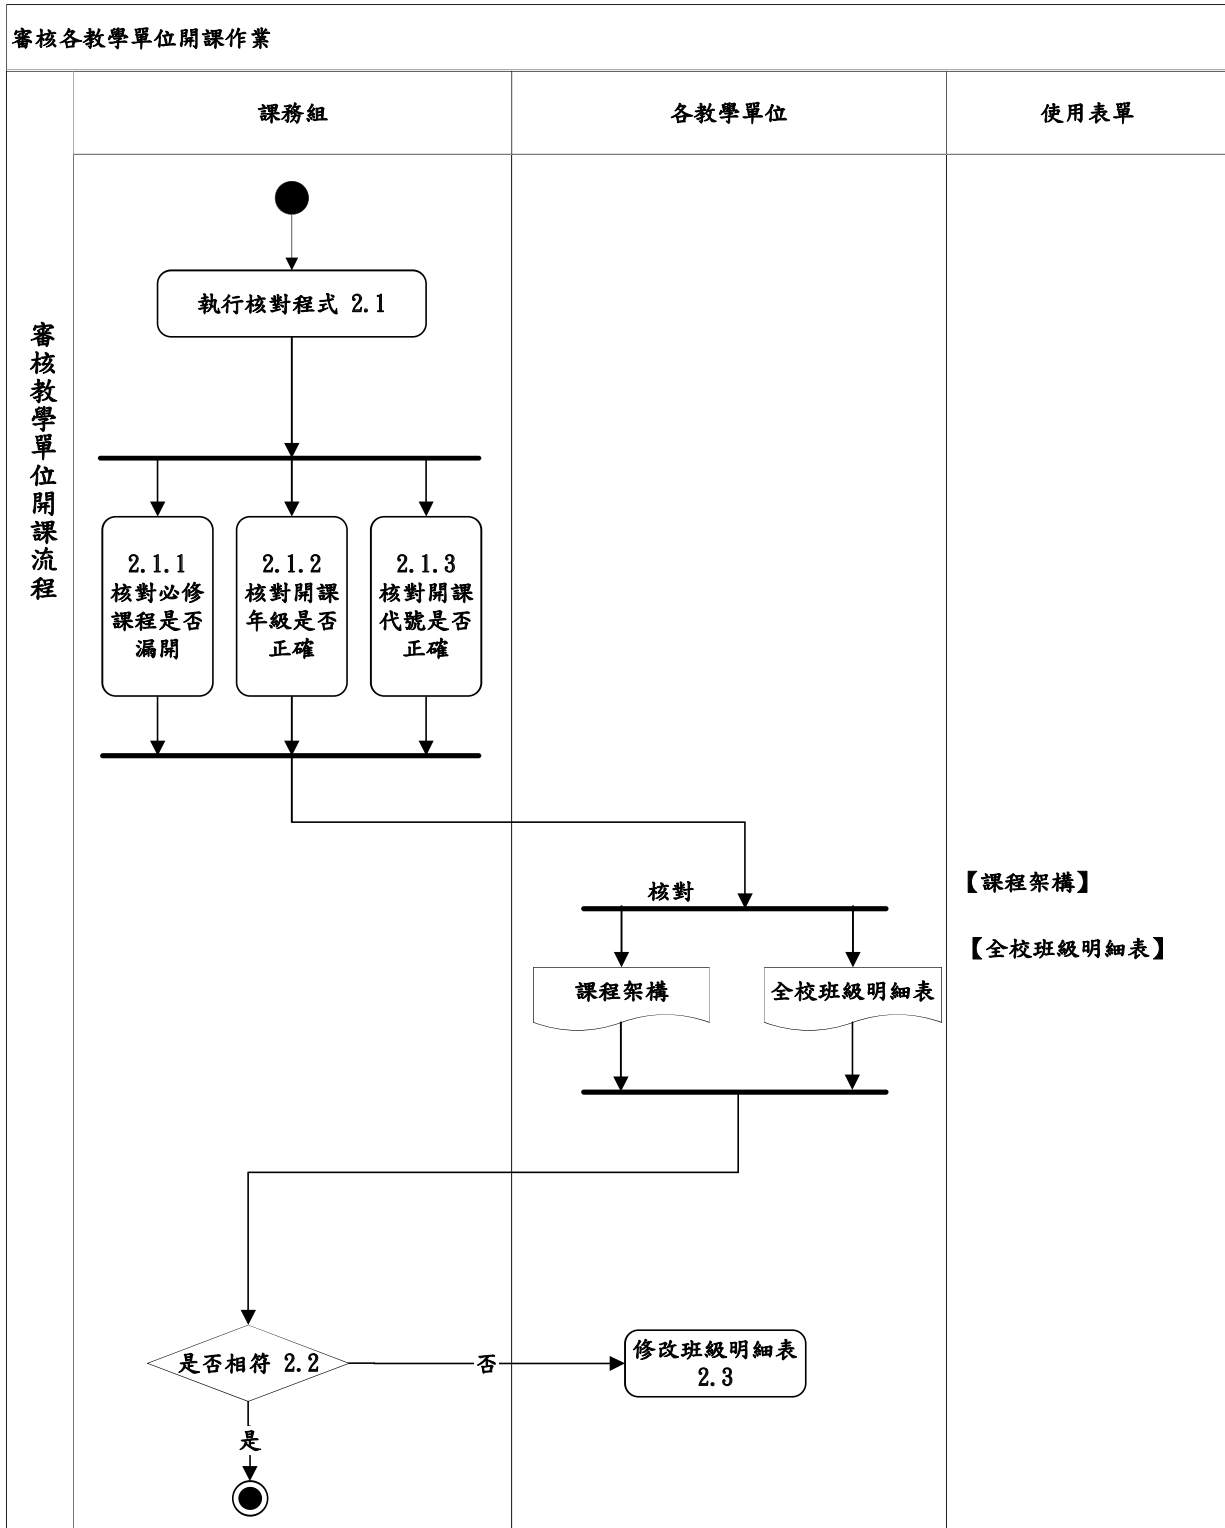 審核各教學單位開課作業
課務組
各教學單位
使用表單
審核教學單位開課流程
執行核對程式 2.1
2.1.1
核對必修
課程是否
漏開
2.1.2
核對開課
年級是否
正確
2.1.3
核對開課
代號是否
正確
核對
【課程架構】
【全校班級明細表】
課程架構
全校班級明細表
是否相符 2.2
否
修改班級明細表
2.3
是